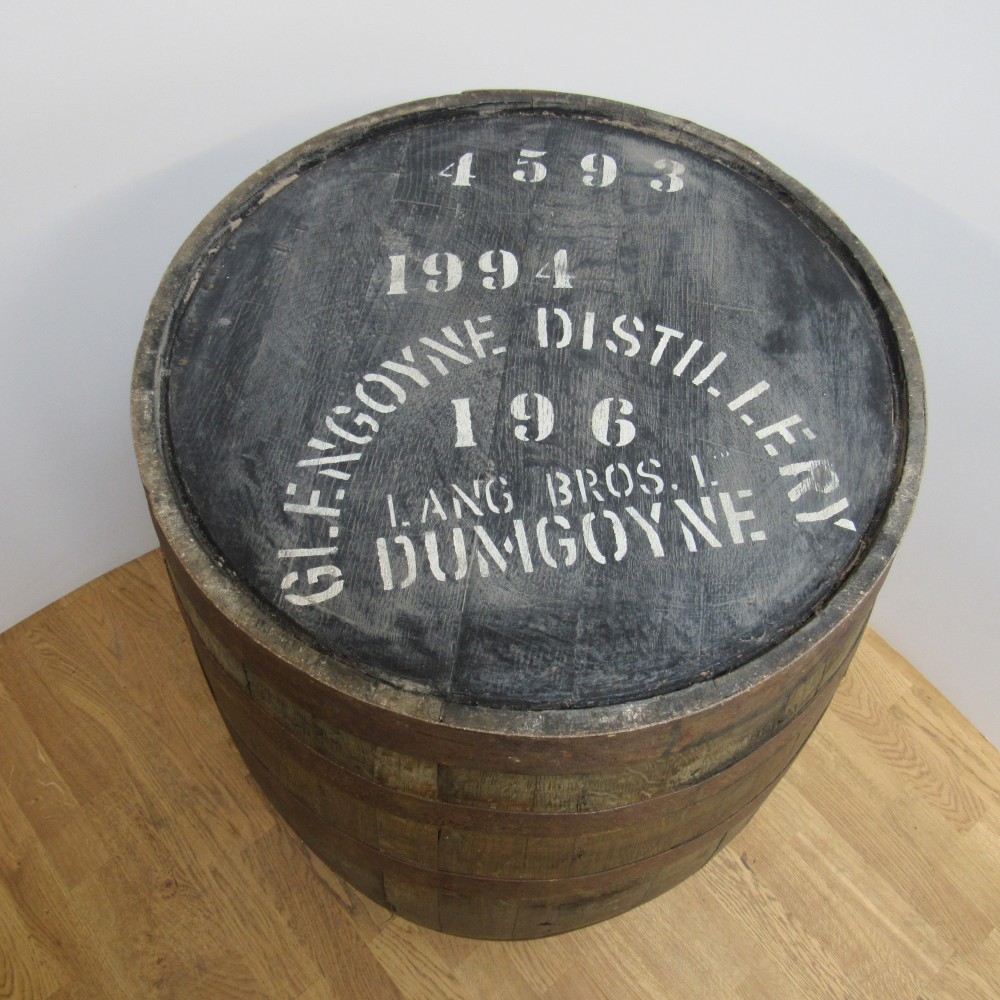 4593
1994
GLENGOYNE DISTILLERY
196
LANG BROS. L
DUMGOYNE